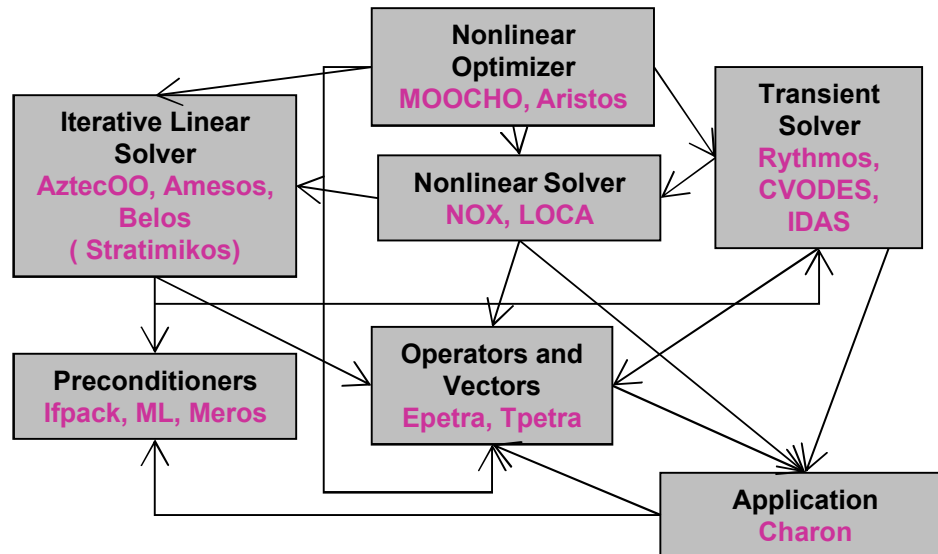 Nonlinear
Optimizer
MOOCHO, Aristos
Iterative Linear
Solver
AztecOO, Amesos,
Belos
( Stratimikos)
Nonlinear Solver
NOX, LOCA
Transient
Solver
Rythmos,
CVODES,
IDAS
Preconditioners
Ifpack, ML, Meros
Operators and
Vectors
Epetra, Tpetra
Application
Charon